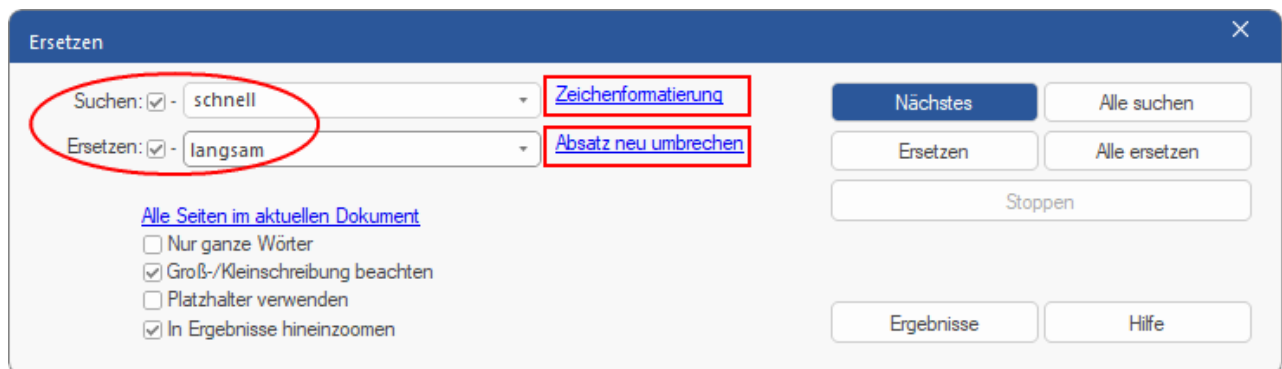 Ersetzen
Suchen: - schnell Zeichenformatierung
Ersetzen: - langsam Absatz neu umbrechen
Alle Seiten im aktuellen Dokument
Nur ganze Wörter
Groß-/Kleinschreibung beachten
Platzhalter verwenden
In Ergebnisse hineinzoomen
Nächstes Alle suchen
Ersetzen Alle ersetzen
Stoppen
Ergebnisse Hilfe